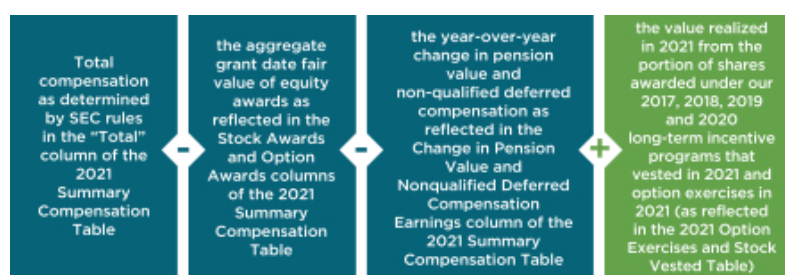 Total
compensation
as determined
by SEC rules
in the “Total”
column of the
2021
Summary
Compensation
Table
-
the aggregate
grant date fair
value of equity
awards as
reflected in the
Stock Awards
and Option
Awards columns
of the 2021
Summary
Compensation
Table
-
the year-over-year
change in pension
value and
non-qualified deferred
compensation as
reflected in the
Change in Pension
Value and
Nonqualified Deferred
Compensation
Earnings column of the
2021 Summary
Compensation Table
+
the value realized
in 2021 from the
portion of shares
awarded under our
2017, 2018, 2019
and 2020
long-term incentive
programs that
vested in 2021 and
option exercises in
2021 (as reflected
in the 2021 Option
Exercises and Stock
Vested Table)